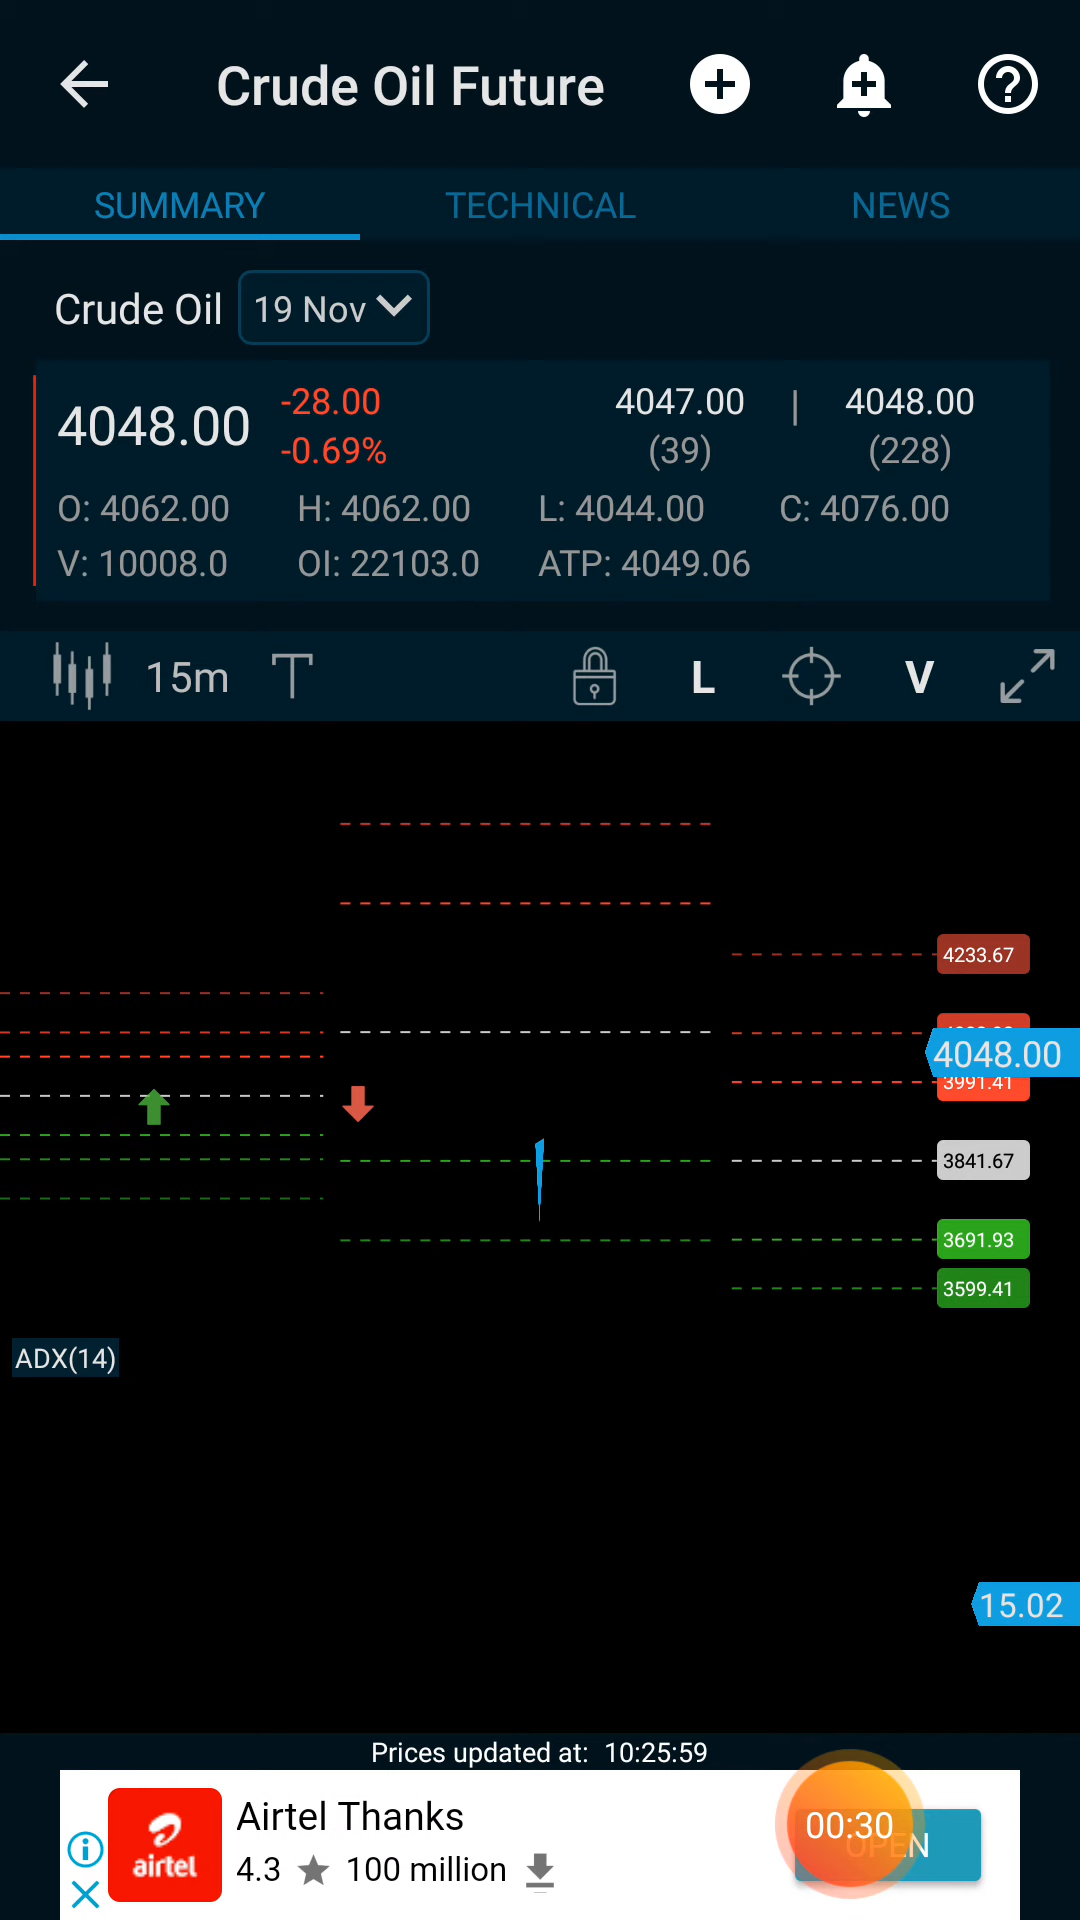 Crude Oil Future
SUMMARY TECHNICAL NEWS
Crude Oil 19 Nov
4048.00 -28.00 4047.00 | 4048.00
-0.69% (39) (228)
O: 4062.00 H: 4062.00 L: 4044.00 C: 4076.00
V: 10008.0 OI: 22103.0 ATP: 4049.06
15m T L V
4233.67
4048.00
3991.41
3841.67
3691.93
3599.41
ADX(14)
15.02
Prices updated at: 10:25:59
Airtel Thanks
airtel
4.3 ★ 100 million
00:30
OPEN